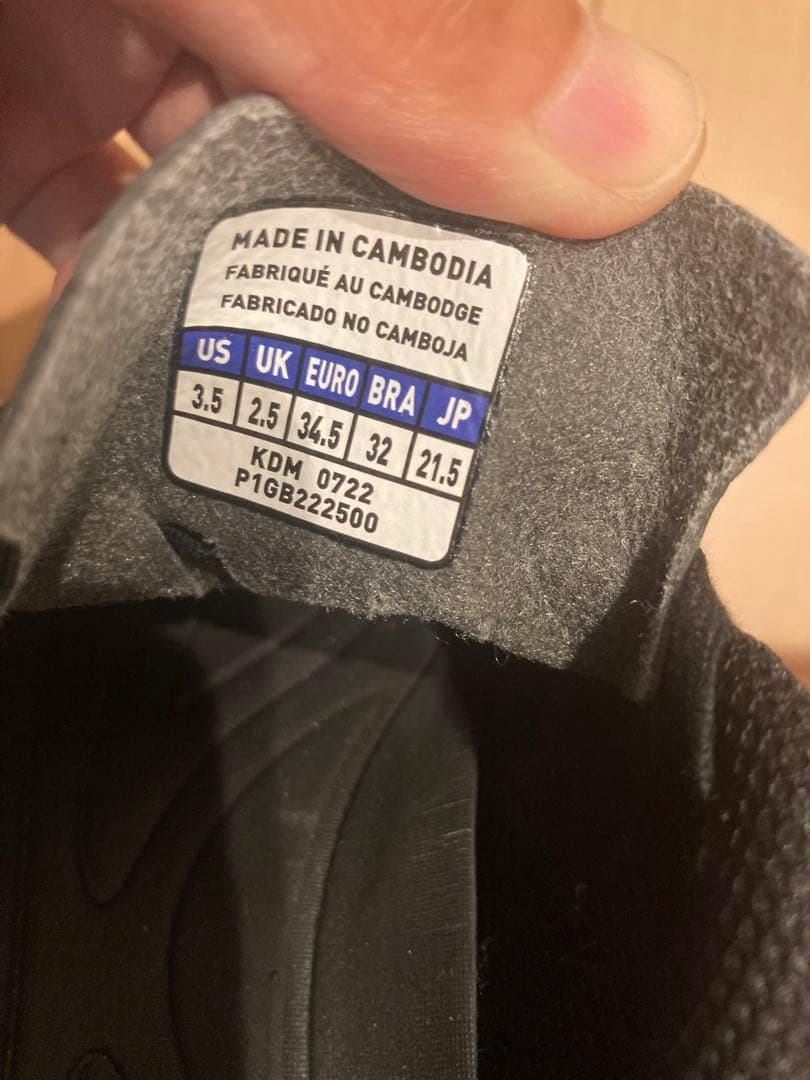 MADE IN CAMBODIA
FABRIQUÉ AU CAMBODGE
FABRICADO NO CAMBOJA
US UK EURO BRA JP
3.5 2.5 34.5 32 21.5
KDM 0722
P1GB222500